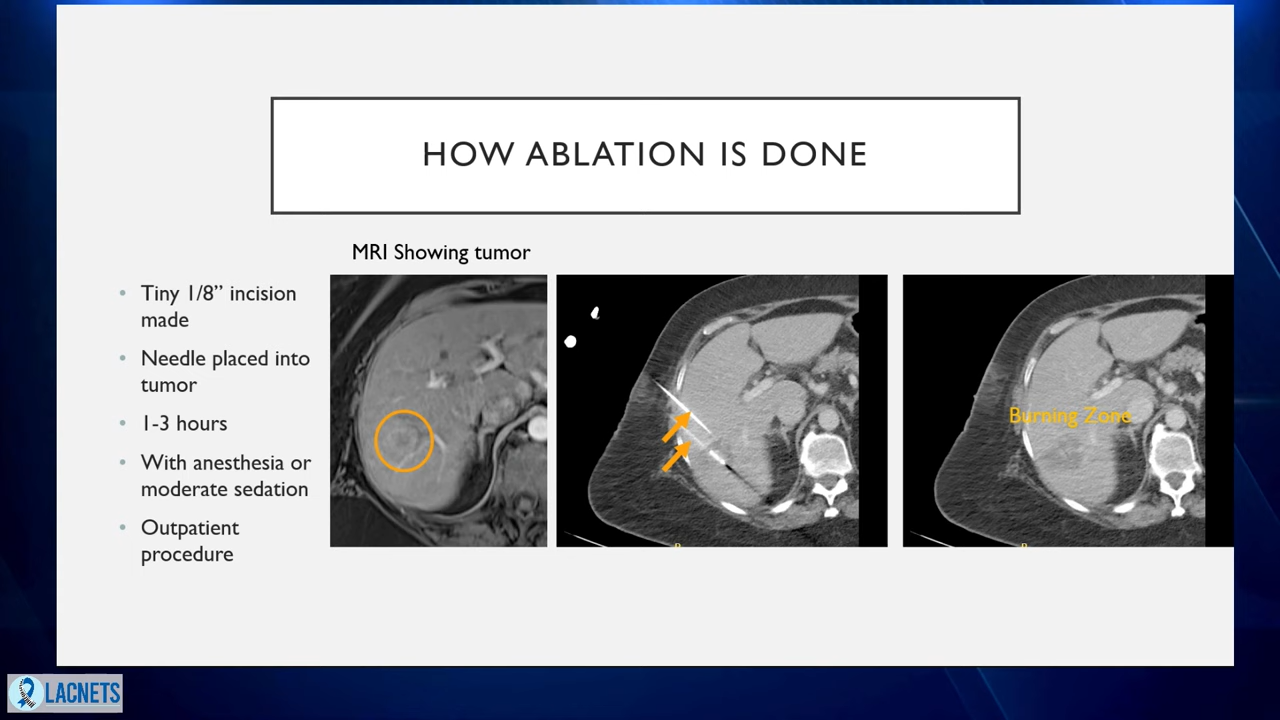 HOW ABLATION IS DONE
MRI Showing tumor
Tiny 1/8” incision
made
Needle placed into
tumor
1-3 hours
With anesthesia or
moderate sedation
Outpatient
procedure
Burning Zone
LACNETS